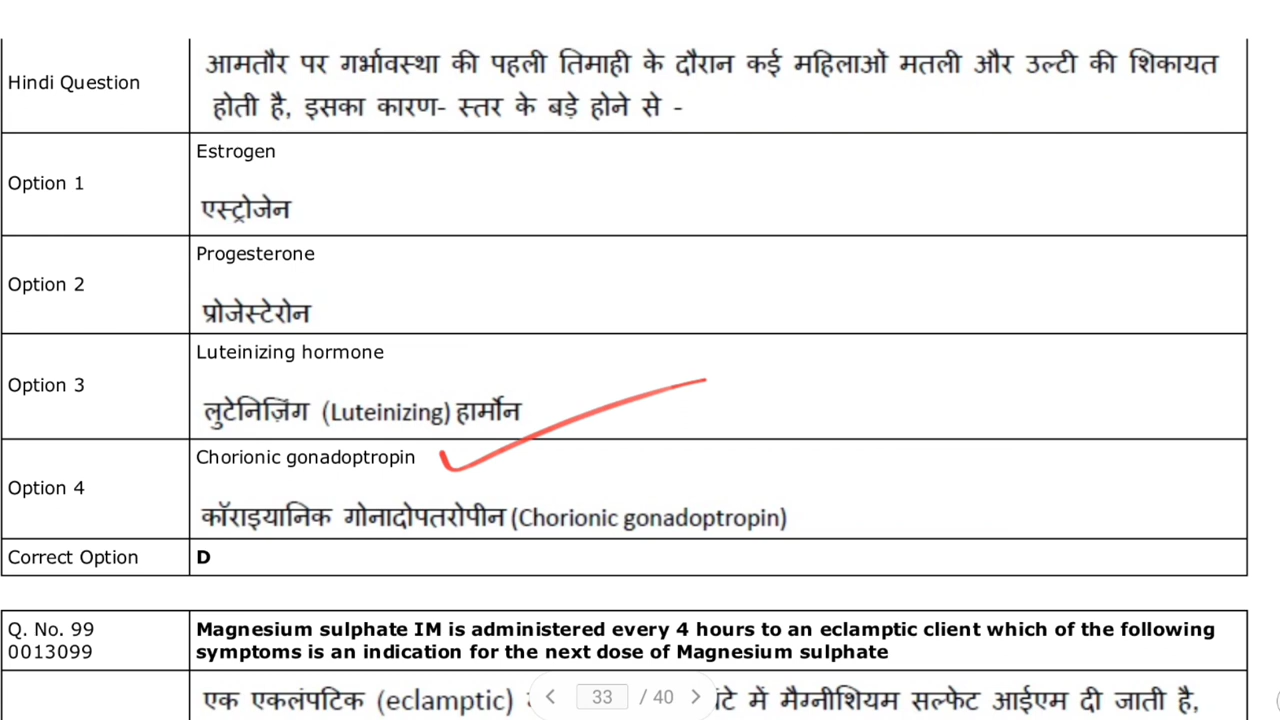 Hindi Question
आमतौर पर गर्भावस्था की पहली तिमाही के दौरान कई महिलाओं मतली और उल्टी की शिकायत
होती है, इसका कारण- स्तर के बड़े होने से -
Option 1
Estrogen
एस्ट्रोजेन
Option 2
Progesterone
प्रोजेस्टेरोन
Option 3
Luteinizing hormone
लुटेनिज़िंग (Luteinizing) हार्मोन
Option 4
Chorionic gonadoptropin
कॉराइयानिक गोनादोपतरोपीन (Chorionic gonadoptropin)
Correct Option
D
Q. No. 99
0013099
Magnesium sulphate IM is administered every 4 hours to an eclamptic client which of the following
symptoms is an indication for the next dose of Magnesium sulphate
एक एकलंपटिक (eclamptic) में मैग्नीशियम सल्फेट आईएम दी जाती है,
33 / 40